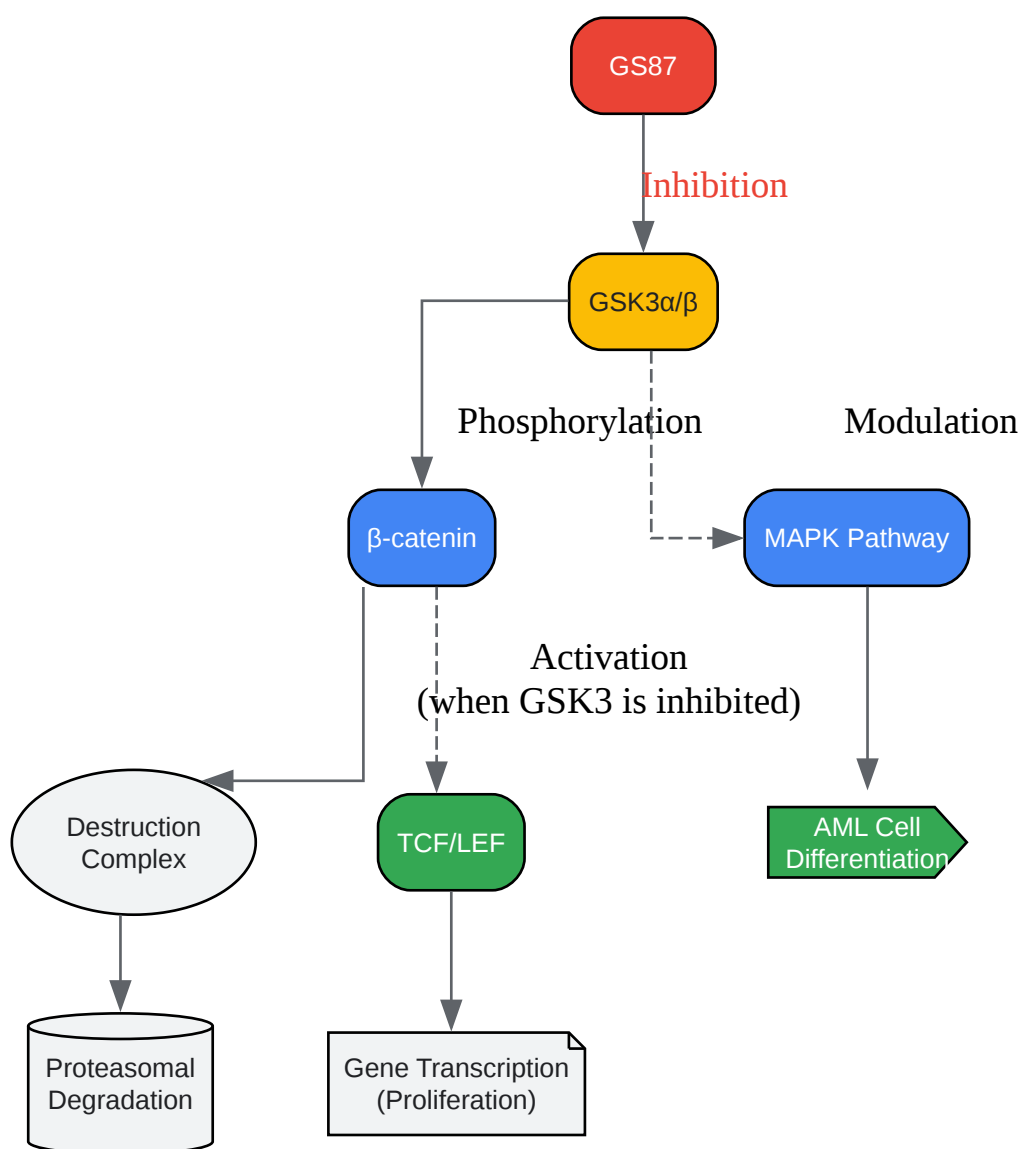 GS87
Inhibition
GSK3α/β
Phosphorylation
Modulation
β-catenin
MAPK Pathway
Activation
(when GSK3 is inhibited)
Destruction
Complex
TCF/LEF
AML Cell
Differentiation
Proteasomal
Degradation
Gene Transcription
(Proliferation)